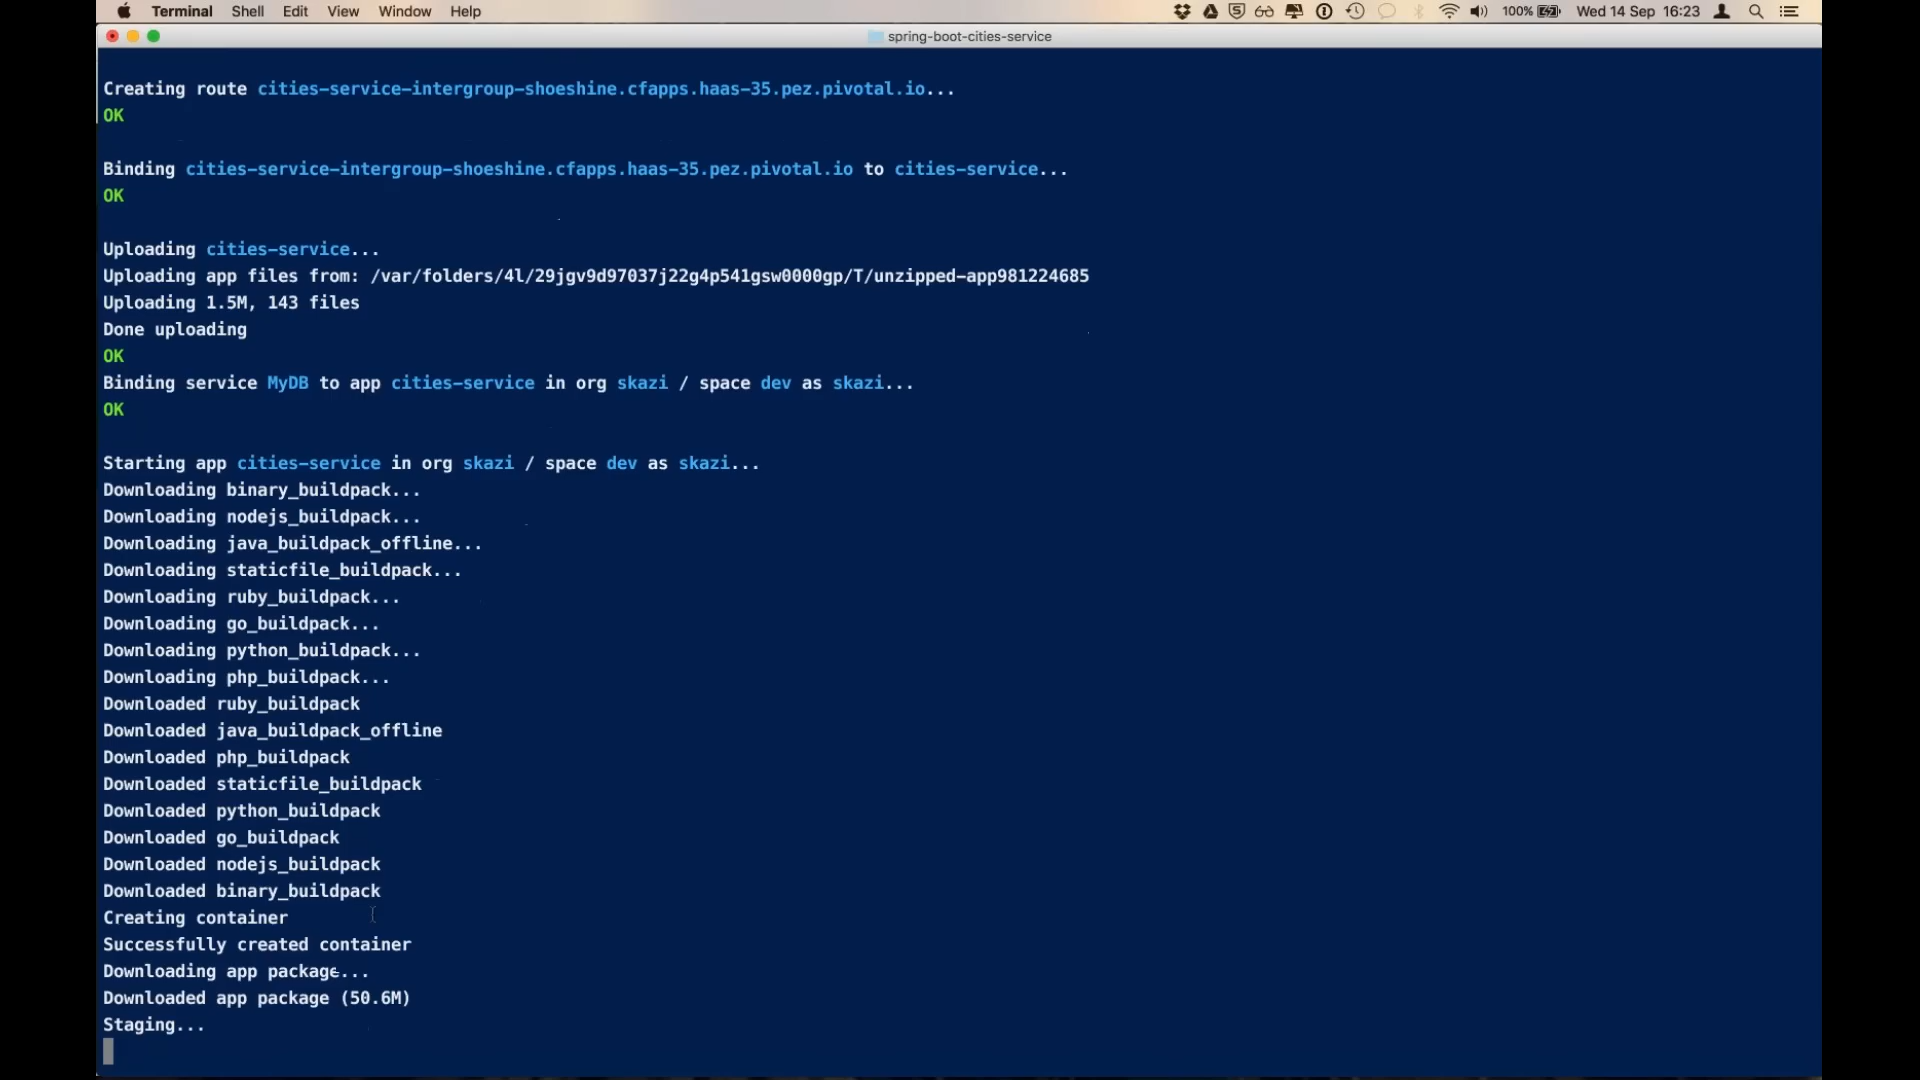 Terminal Shell Edit View Window Help 100% Wed 14 Sep 16:23
spring-boot-cities-service
Creating route cities-service-intergroup-shoeshine.cfapps.haas-35.pez.pivotal.io...
OK
Binding cities-service-intergroup-shoeshine.cfapps.haas-35.pez.pivotal.io to cities-service...
OK
Uploading cities-service...
Uploading app files from: /var/folders/4l/29jgv9d97037j22g4p541gsw0000gp/T/unzipped-app981224685
Uploading 1.5M, 143 files
Done uploading
OK
Binding service MyDB to app cities-service in org skazi / space dev as skazi...
OK
Starting app cities-service in org skazi / space dev as skazi...
Downloading binary_buildpack...
Downloading nodejs_buildpack...
Downloading java_buildpack_offline...
Downloading staticfile_buildpack...
Downloading ruby_buildpack...
Downloading go_buildpack...
Downloading python_buildpack...
Downloading php_buildpack...
Downloaded ruby_buildpack
Downloaded java_buildpack_offline
Downloaded php_buildpack
Downloaded staticfile_buildpack
Downloaded python_buildpack
Downloaded go_buildpack
Downloaded nodejs_buildpack
Downloaded binary_buildpack
Creating container
Successfully created container
Downloading app package...
Downloaded app package (50.6M)
Staging...